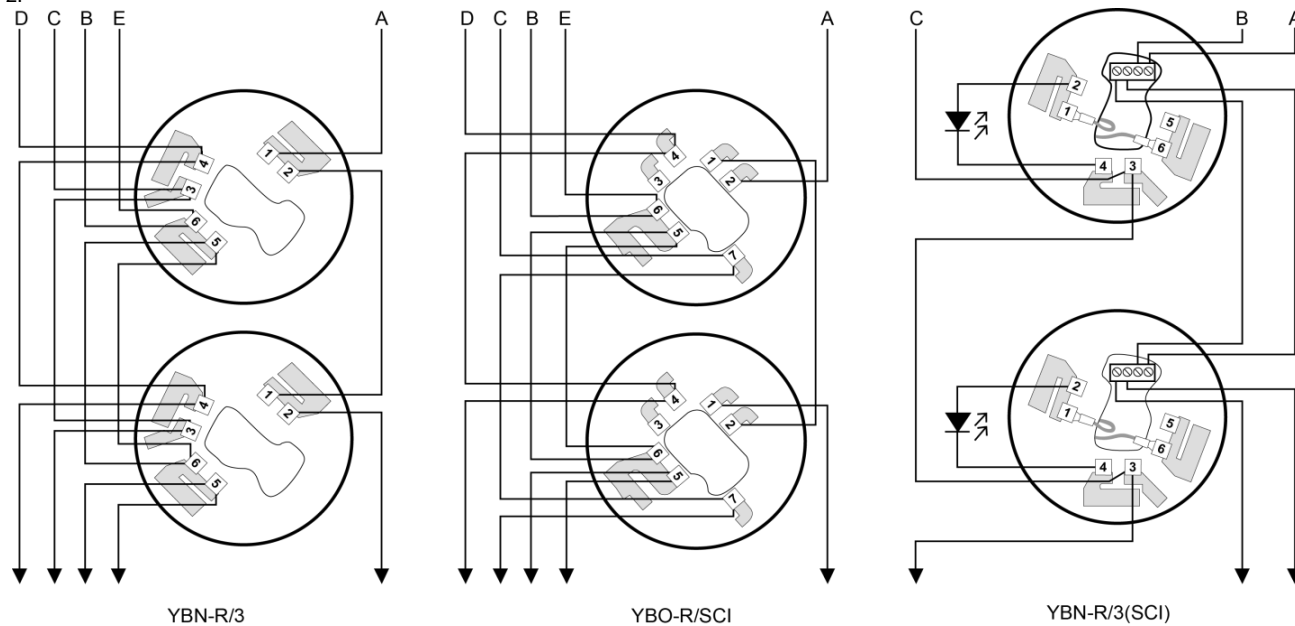 2.
D C B E A
4 1 2 3 6 5
4 1 2 3 6 5
YBN-R/3
D C B E A
4 1 3 2 6 5 7
4 1 3 2 6 5 7
YBO-R/SCI
C B A
2 1 5 6 4 3
2 1 5 6 4 3
YBN-R/3(SCI)